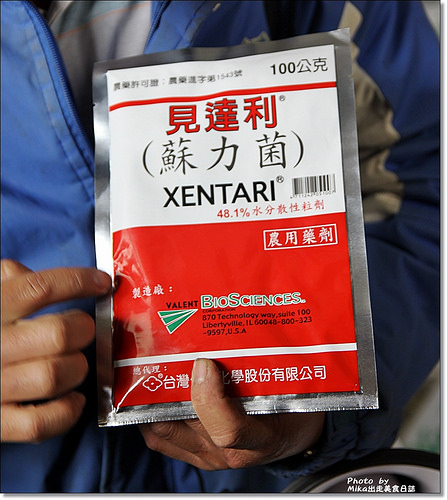 農藥許可證：農藥進字第1543號
100公克
見達利®
(蘇力菌)
XENTARI®
48.1%水分散性粒劑
農用藥劑
製造廠：
VALENT BIOSCIENCES.
CORPORATION
870 Technology way,suite 100
Libertyville, IL 60048-800-323
-9597,U.S.A
總代理：
台灣 化學股份有限公司
Photo by
Mika出走美食日誌